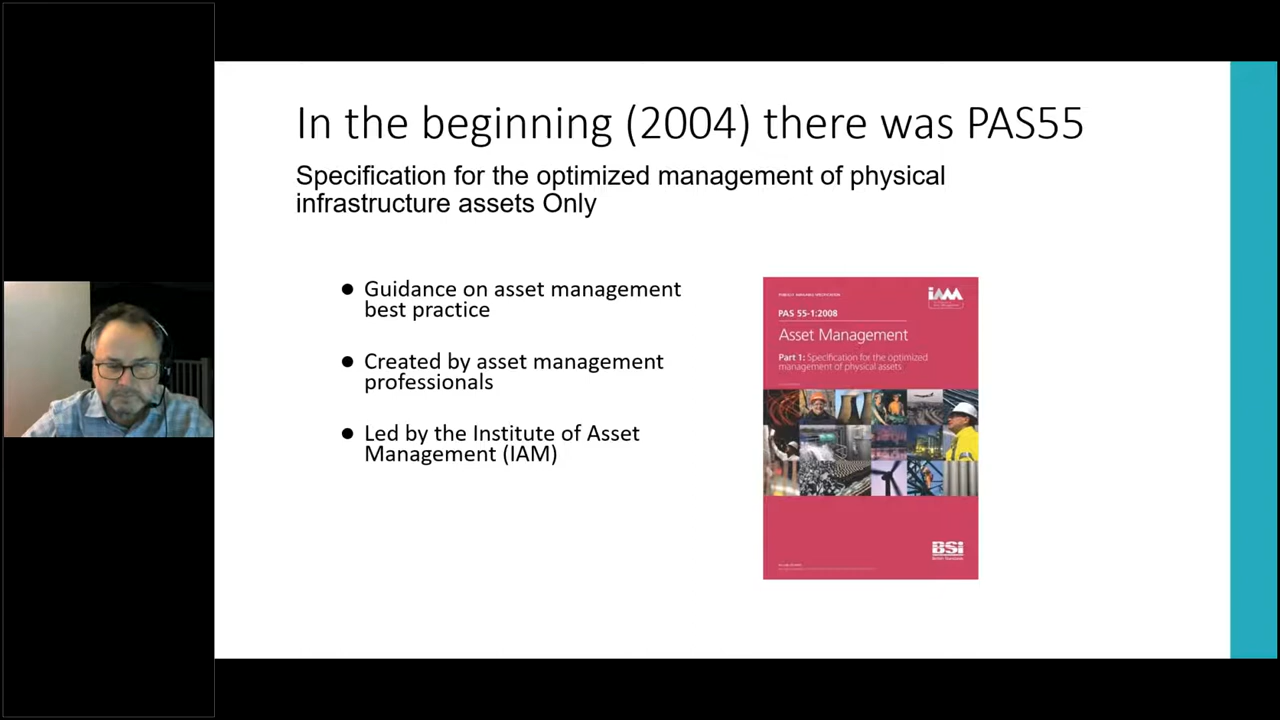 In the beginning (2004) there was PAS55
Specification for the optimized management of physical
infrastructure assets Only
● Guidance on asset management
best practice
● Created by asset management
professionals
● Led by the Institute of Asset
Management (IAM)
IAM
PAS 55-1:2008
Asset Management
Part 1: Specification for the optimized
management of physical assets
BSi
British Standards